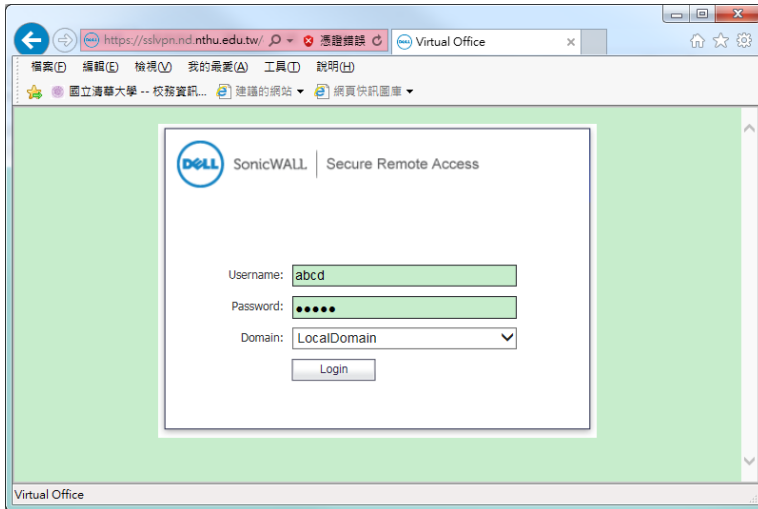 https://sslvpn.nd.nthu.edu.tw/ 憑證錯誤 Virtual Office
檔案(F) 編輯(E) 檢視(V) 我的最愛(A) 工具(T) 說明(H)
國立清華大學 -- 校務資訊... 建議的網站 網頁快訊圖庫
DELL SonicWALL | Secure Remote Access
Username: abcd
Password: •••••
Domain: LocalDomain
Login
Virtual Office